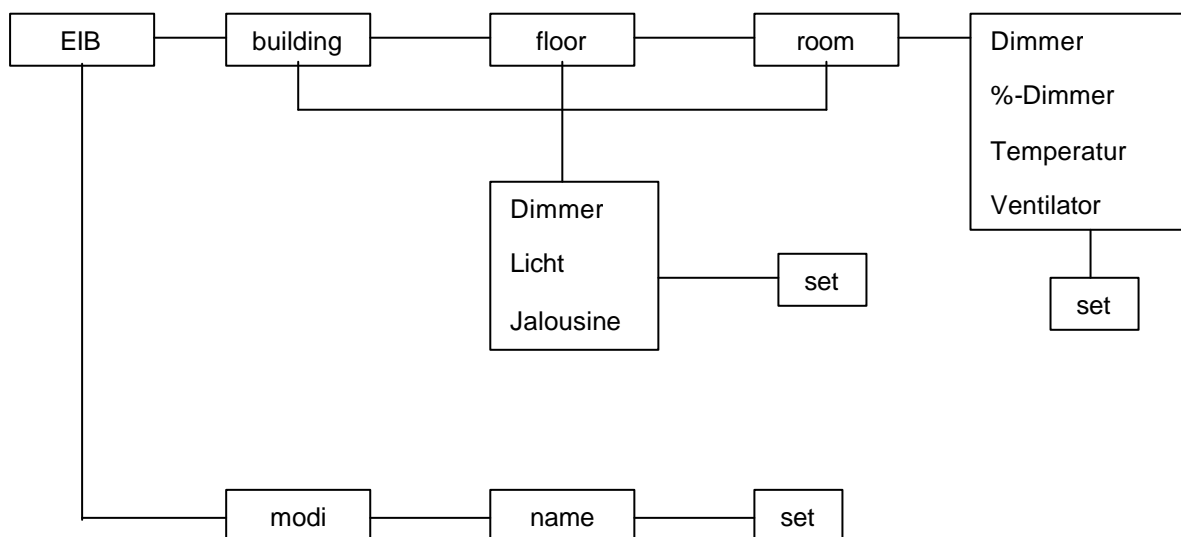 EIB
building
floor
room
Dimmer
%-Dimmer
Temperatur
Ventilator
set
Dimmer
Licht
Jalousine
set
modi
name
set